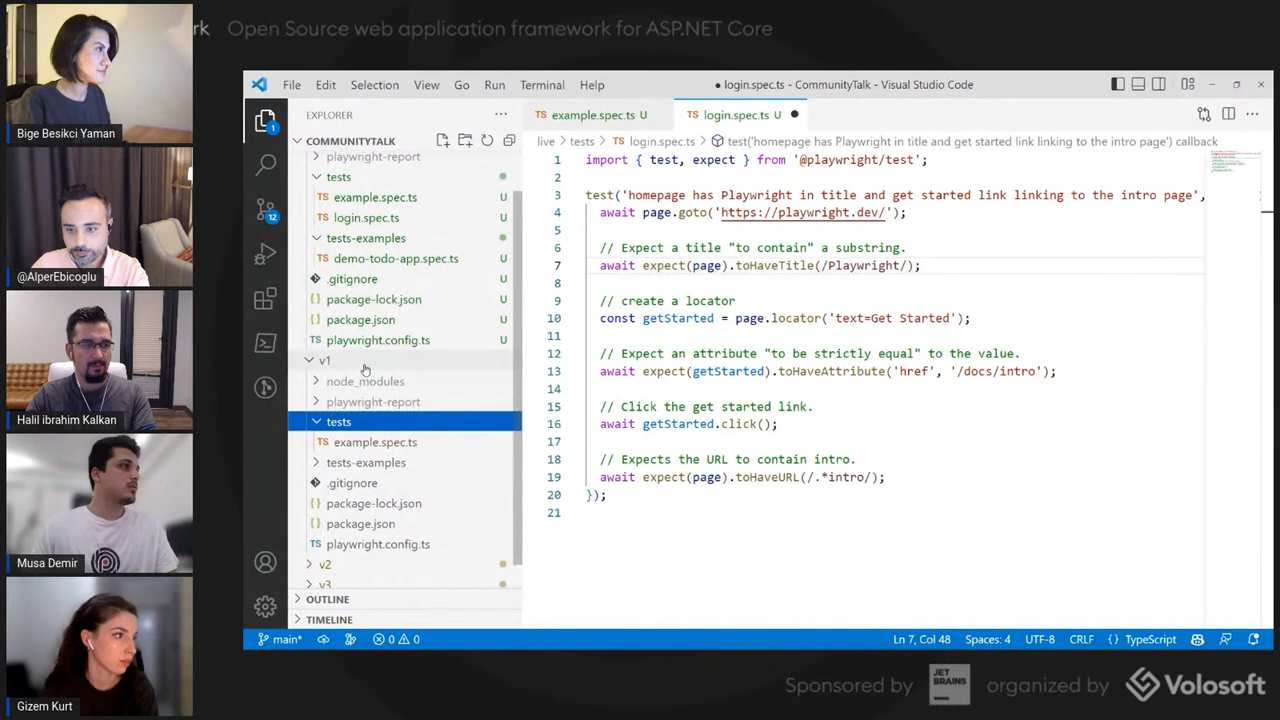 rk Open Source web application framework for ASP.NET Core
Bige Besikci Yaman
@AlperEbicoglu
Halil ibrahim Kalkan
Musa Demir
Gizem Kurt
File Edit Selection View Go Run Terminal Help
● login.spec.ts - CommunityTalk - Visual Studio Code
EXPLORER
COMMUNITYTALK
playwright-report
tests
example.spec.ts U
login.spec.ts U
tests-examples
demo-todo-app.spec.ts U
.gitignore U
package-lock.json U
package.json U
playwright.config.ts U
v1
node_modules
playwright-report
tests
example.spec.ts
tests-examples
.gitignore
package-lock.json
package.json
playwright.config.ts
v2
v3
OUTLINE
TIMELINE
1
12
TS example.spec.ts U
TS login.spec.ts U ●
live > tests > TS login.spec.ts > test('homepage has Playwright in title and get started link linking to the intro page') callback
1 import { test, expect } from '@playwright/test';
2
3 test('homepage has Playwright in title and get started link linking to the intro page',
4 await page.goto('https://playwright.dev/');
5
6 // Expect a title "to contain" a substring.
7 await expect(page).toHaveTitle(/Playwright/);
8
9 // create a locator
10 const getStarted = page.locator('text=Get Started');
11
12 // Expect an attribute "to be strictly equal" to the value.
13 await expect(getStarted).toHaveAttribute('href', '/docs/intro');
14
15 // Click the get started link.
16 await getStarted.click();
17
18 // Expects the URL to contain intro.
19 await expect(page).toHaveURL(/.*intro/);
20 });
21
main* 0 0 Ln 7, Col 48 Spaces: 4 UTF-8 CRLF {} TypeScript
Sponsored by JET BRAINS organized by Volosoft